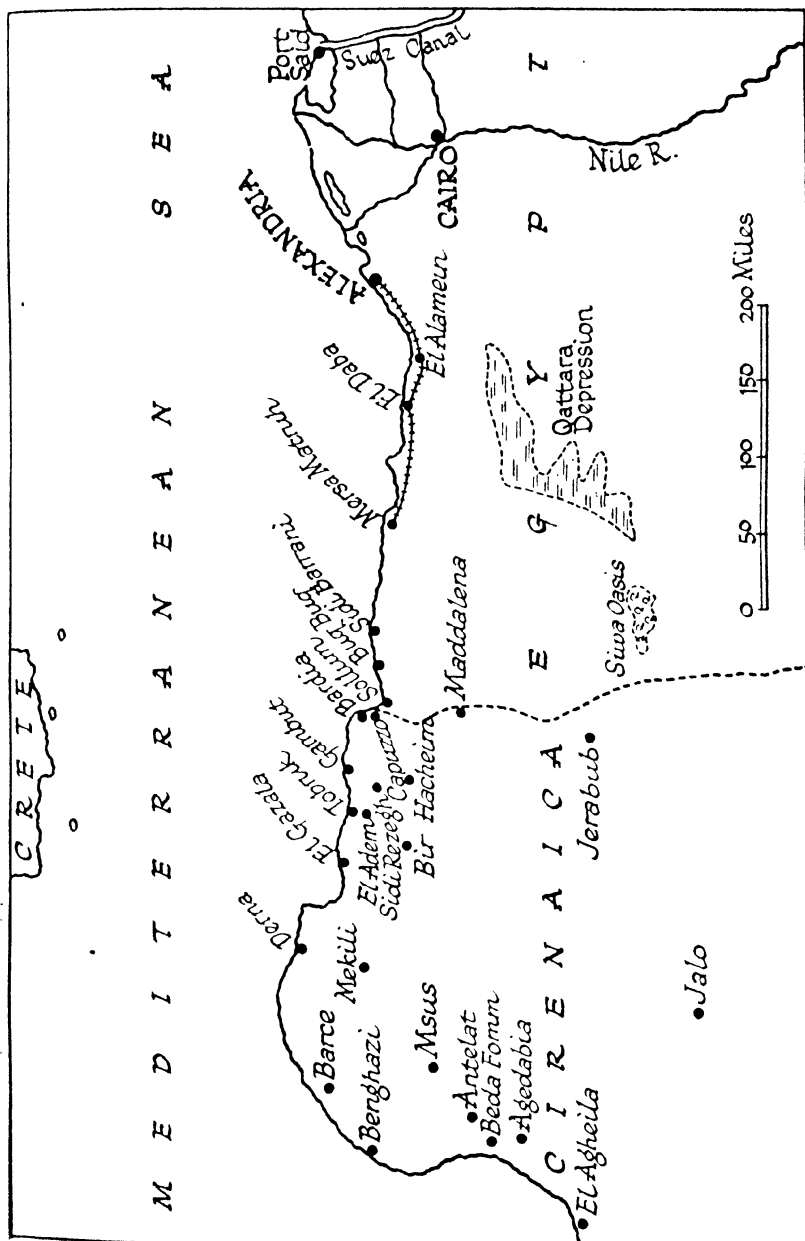 CRETE
MEDITERRANEAN SEA
Derna
El Gazala
Tobruk
Gambut
Bardia
Sollum
Bug Bug
Sidi Barrani
Mersa Matruh
El Daba
ALEXANDRIA
Port
Said
Suez Canal
Barce
Benghazi
Mekili
El Adem
Sidi Rezegh
Capuzzo
Bir Hacheim
El Alamein
CAIRO
Nile R.
Msus
Antelat
Beda Fomm
Agedabia
Maddalena
Qattara
Depression
EGYPT
CIRENAICA
El Agheila
Jerabub
Siwa Oasis
Jalo
0 50 100 150 200 Miles